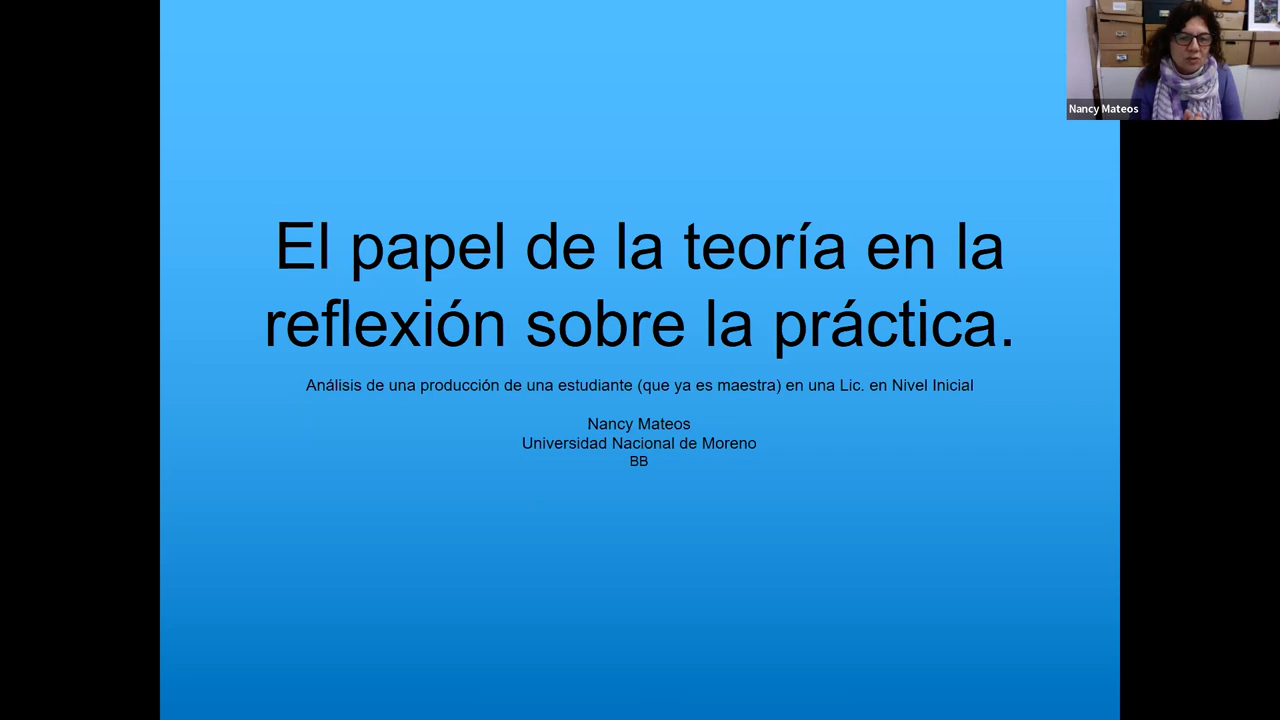 Nancy Mateos
El papel de la teoría en la
reflexión sobre la práctica.
Análisis de una producción de una estudiante (que ya es maestra) en una Lic. en Nivel Inicial
Nancy Mateos
Universidad Nacional de Moreno
BB